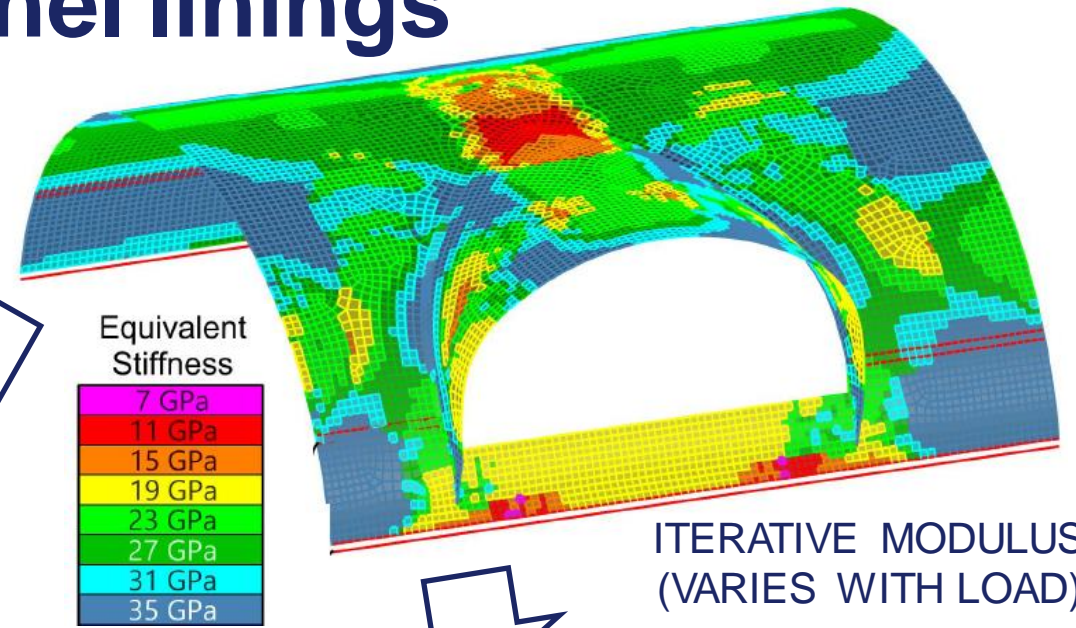 nel linings
Equivalent
Stiffness
7 GPa
11 GPa
15 GPa
19 GPa
23 GPa
27 GPa
31 GPa
35 GPa
ITERATIVE MODULUS
(VARIES WITH LOAD)